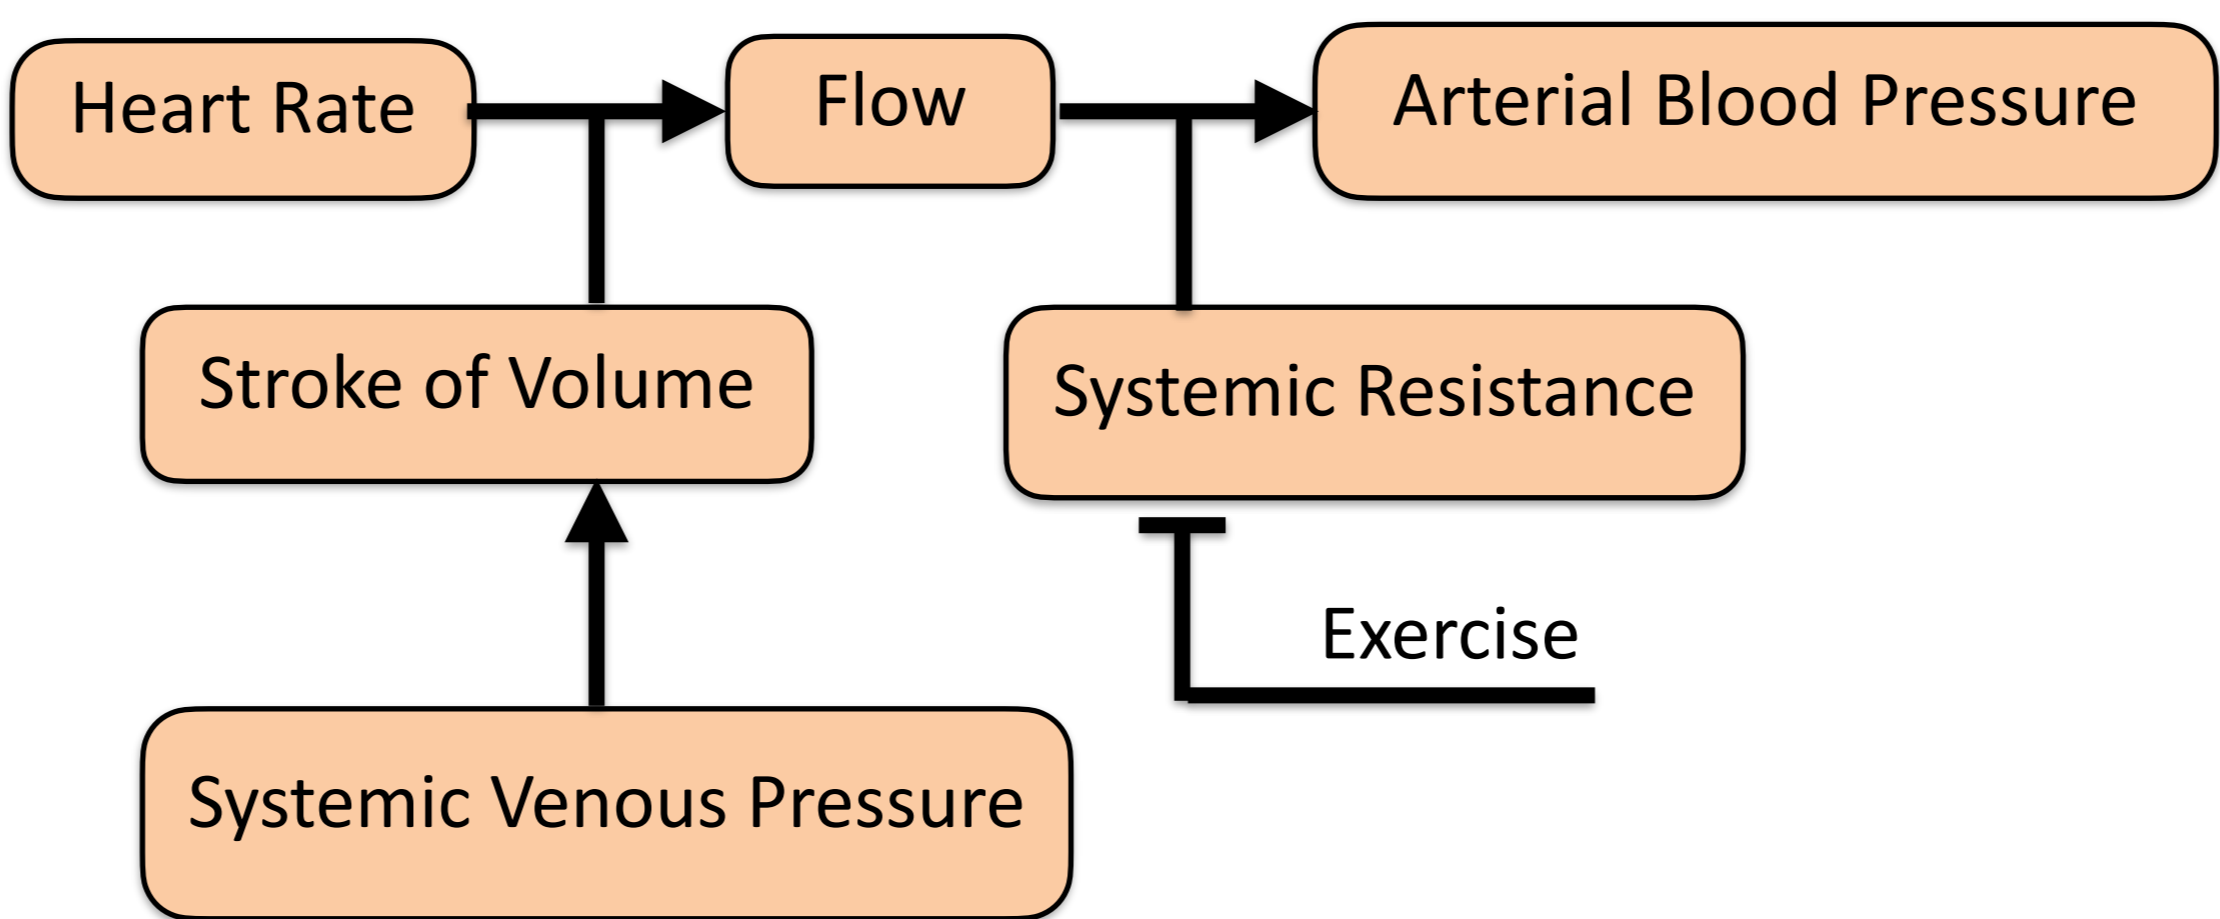 Heart Rate
Flow
Arterial Blood Pressure
Stroke of Volume
Systemic Resistance
Exercise
Systemic Venous Pressure